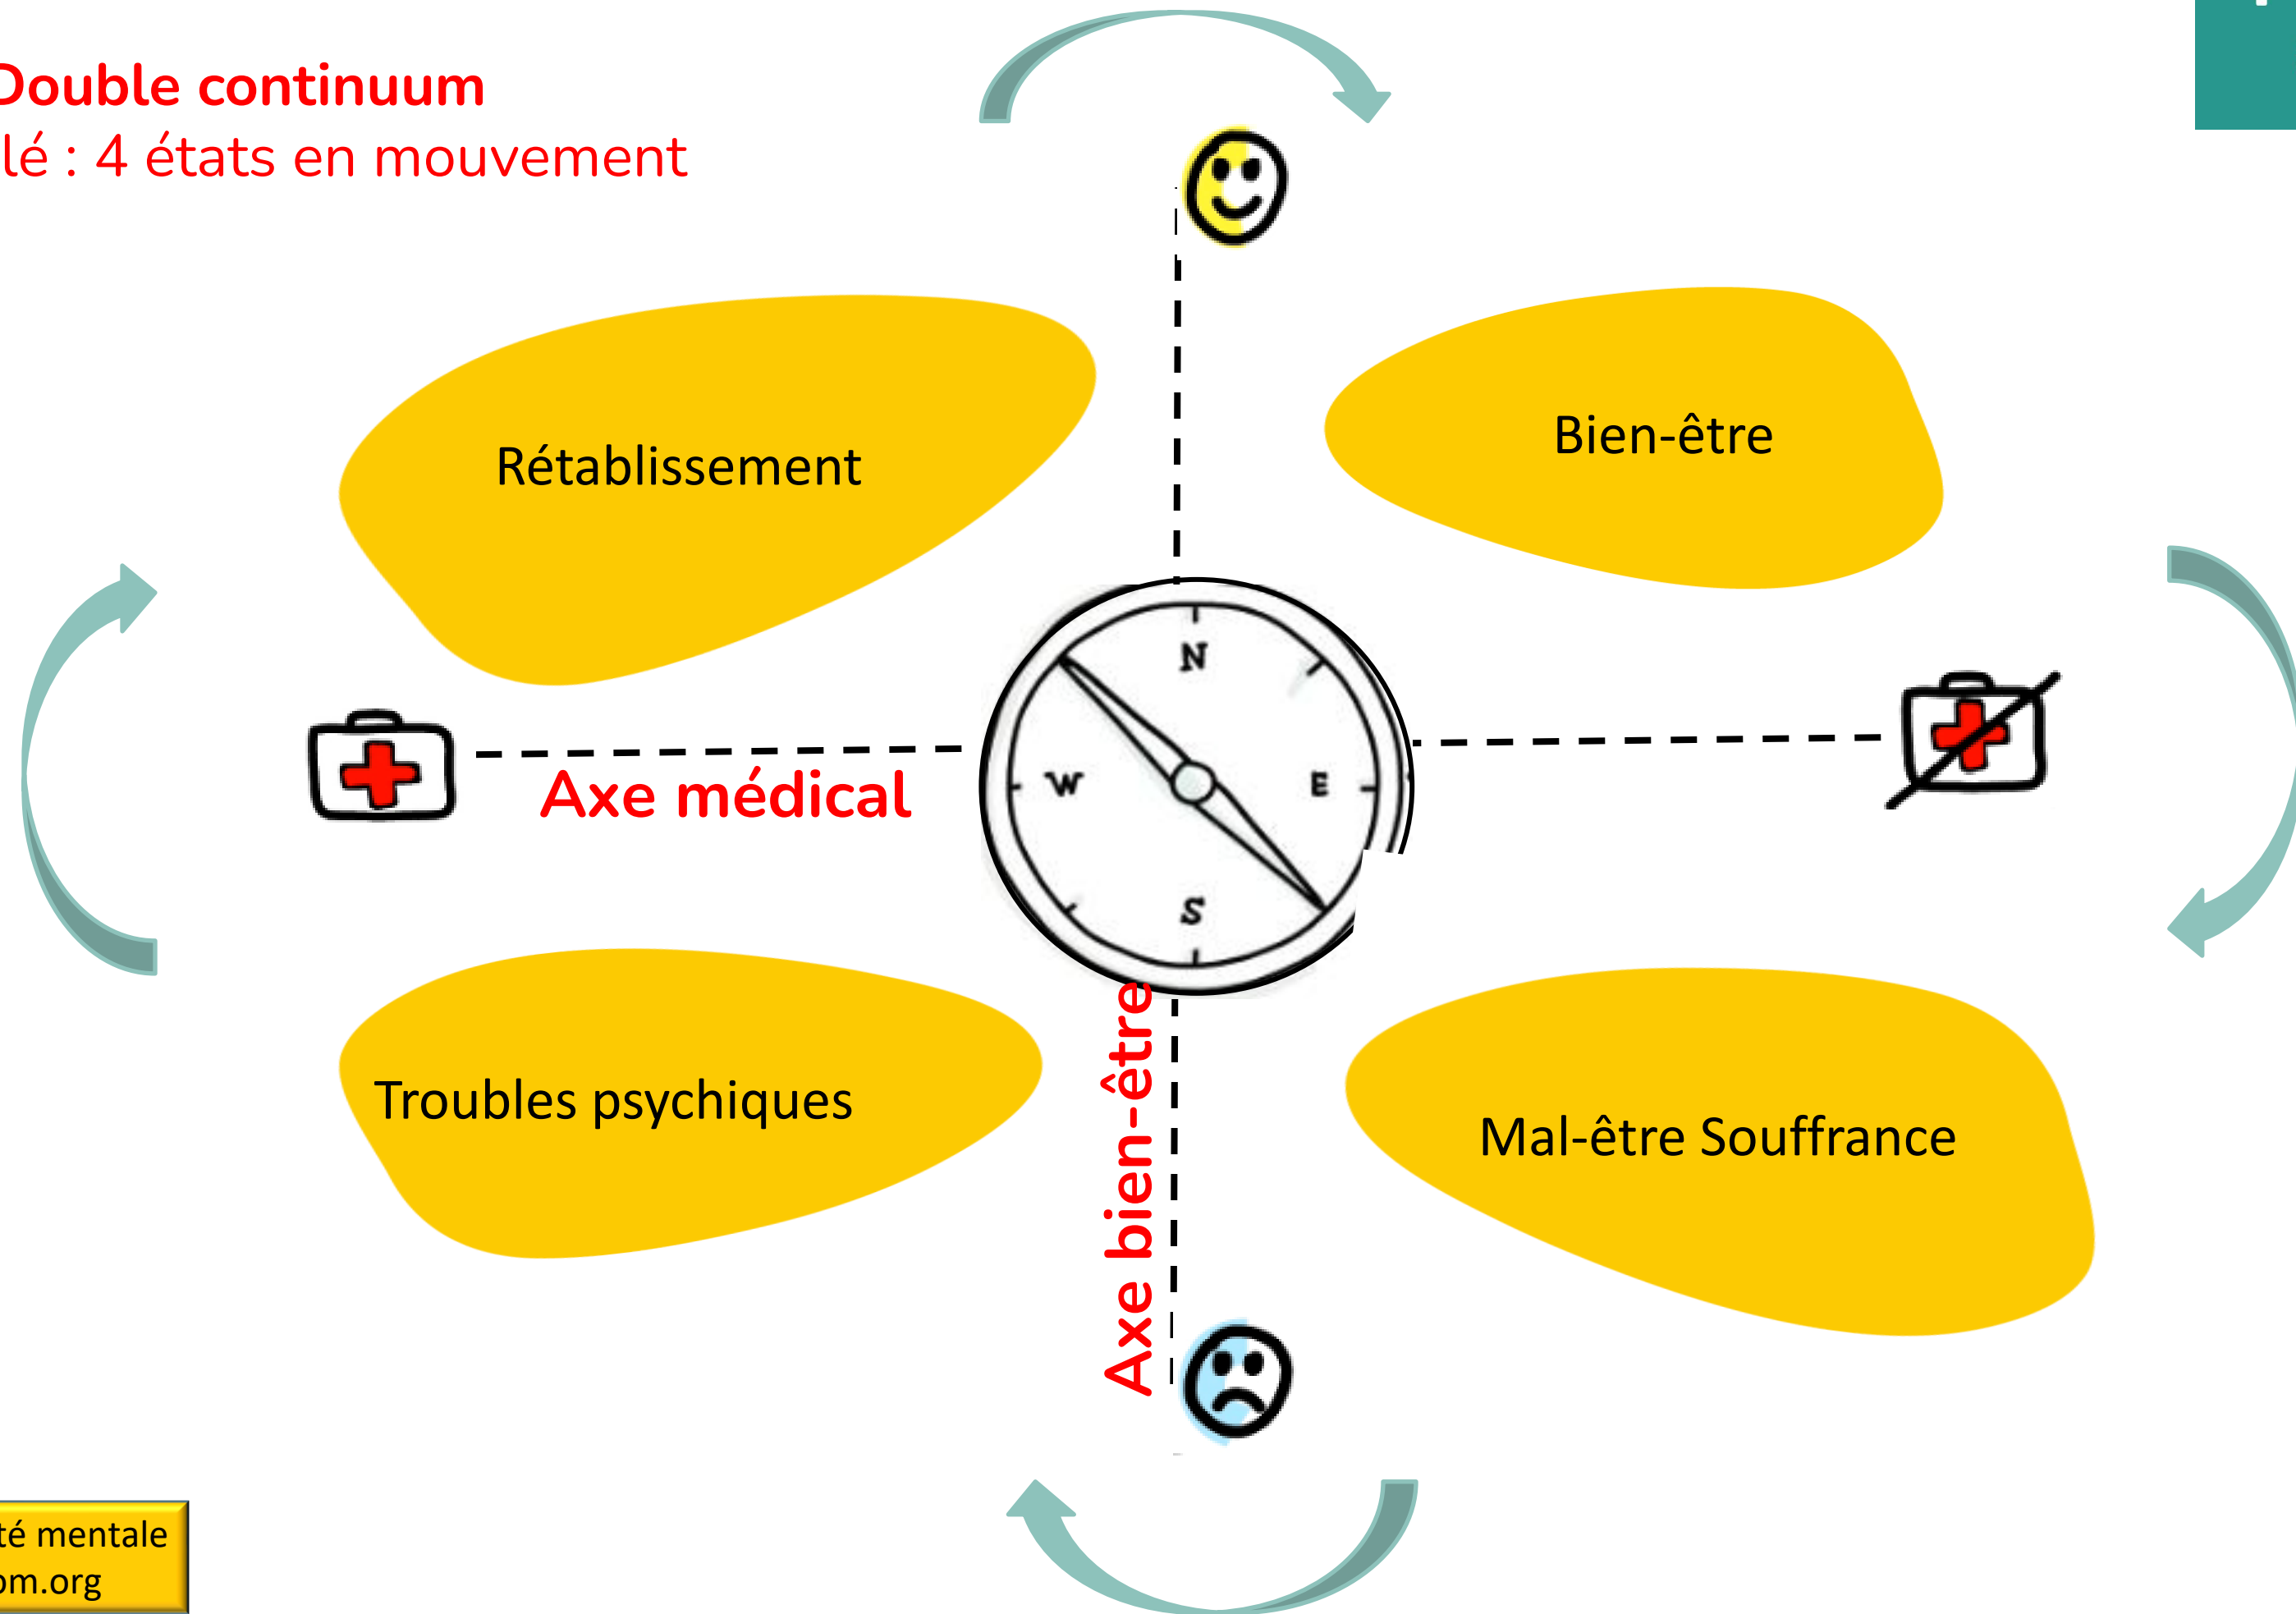 Double continuum
lé : 4 états en mouvement
Rétablissement
Bien-être
N
W
E
S
Axe médical
Axe bien-être
Troubles psychiques
Mal-être Souffrance
té mentale
om.org